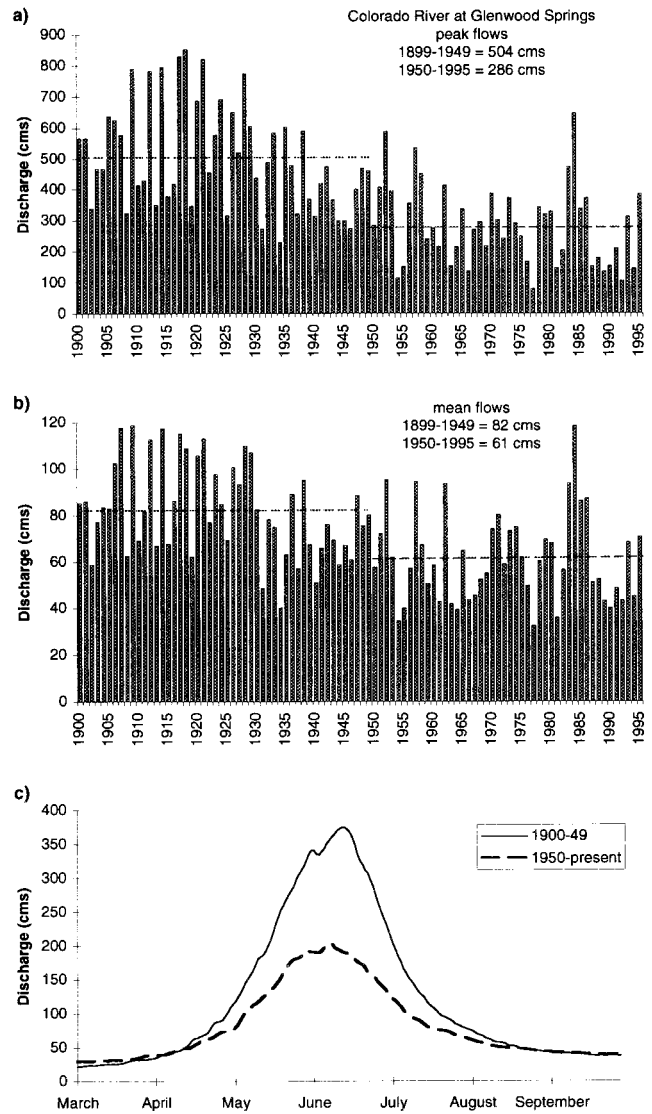 a)
Colorado River at Glenwood Springs
peak flows
1899-1949 = 504 cms
1950-1995 = 286 cms
Discharge (cms)
900
800
700
600
500
400
300
200
100
0
1900 1905 1910 1915 1920 1925 1930 1935 1940 1945 1950 1955 1960 1965 1970 1975 1980 1985 1990 1995
b)
mean flows
1899-1949 = 82 cms
1950-1995 = 61 cms
Discharge (cms)
120
100
80
60
40
20
0
1900 1905 1910 1915 1920 1925 1930 1935 1940 1945 1950 1955 1960 1965 1970 1975 1980 1985 1990 1995
c)
1900-49
1950-present
Discharge (cms)
400
350
300
250
200
150
100
50
0
March April May June July August September